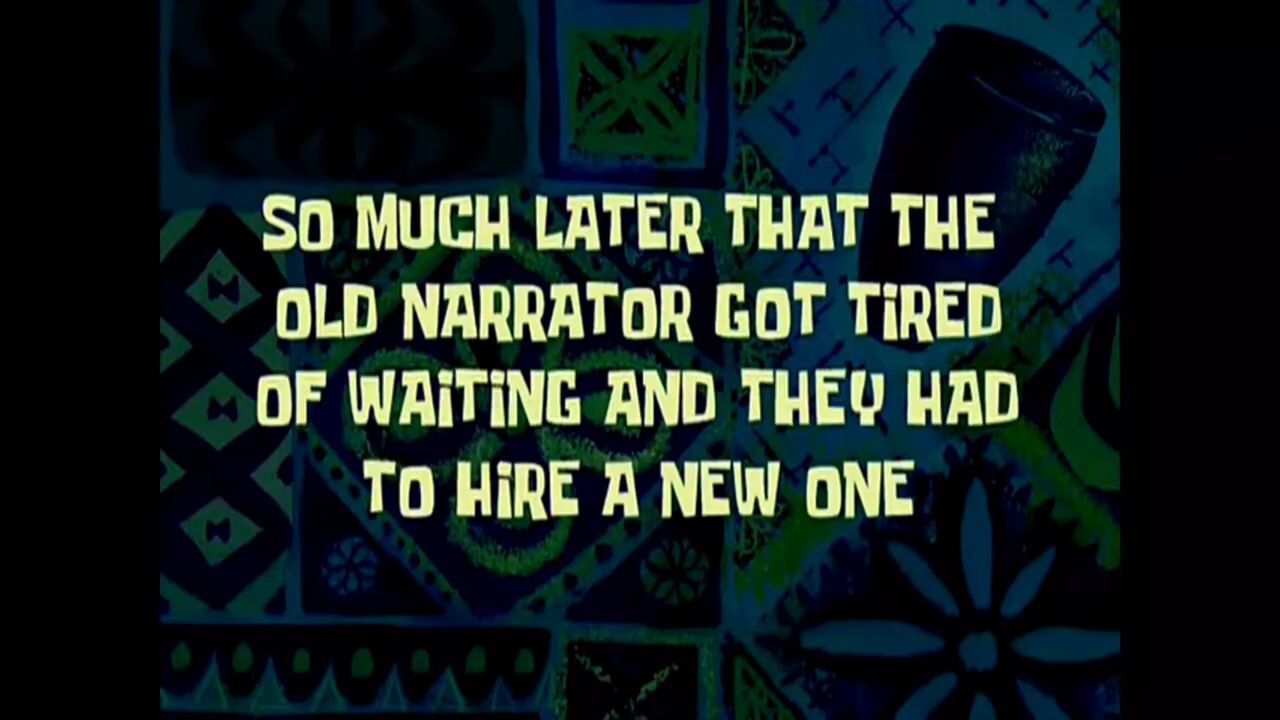 SO MUCH LATER THAT THE
OLD NARRATOR GOT TiRED
OF WAiTiNG AND THEY HAD
TO HiRE A NEW ONE